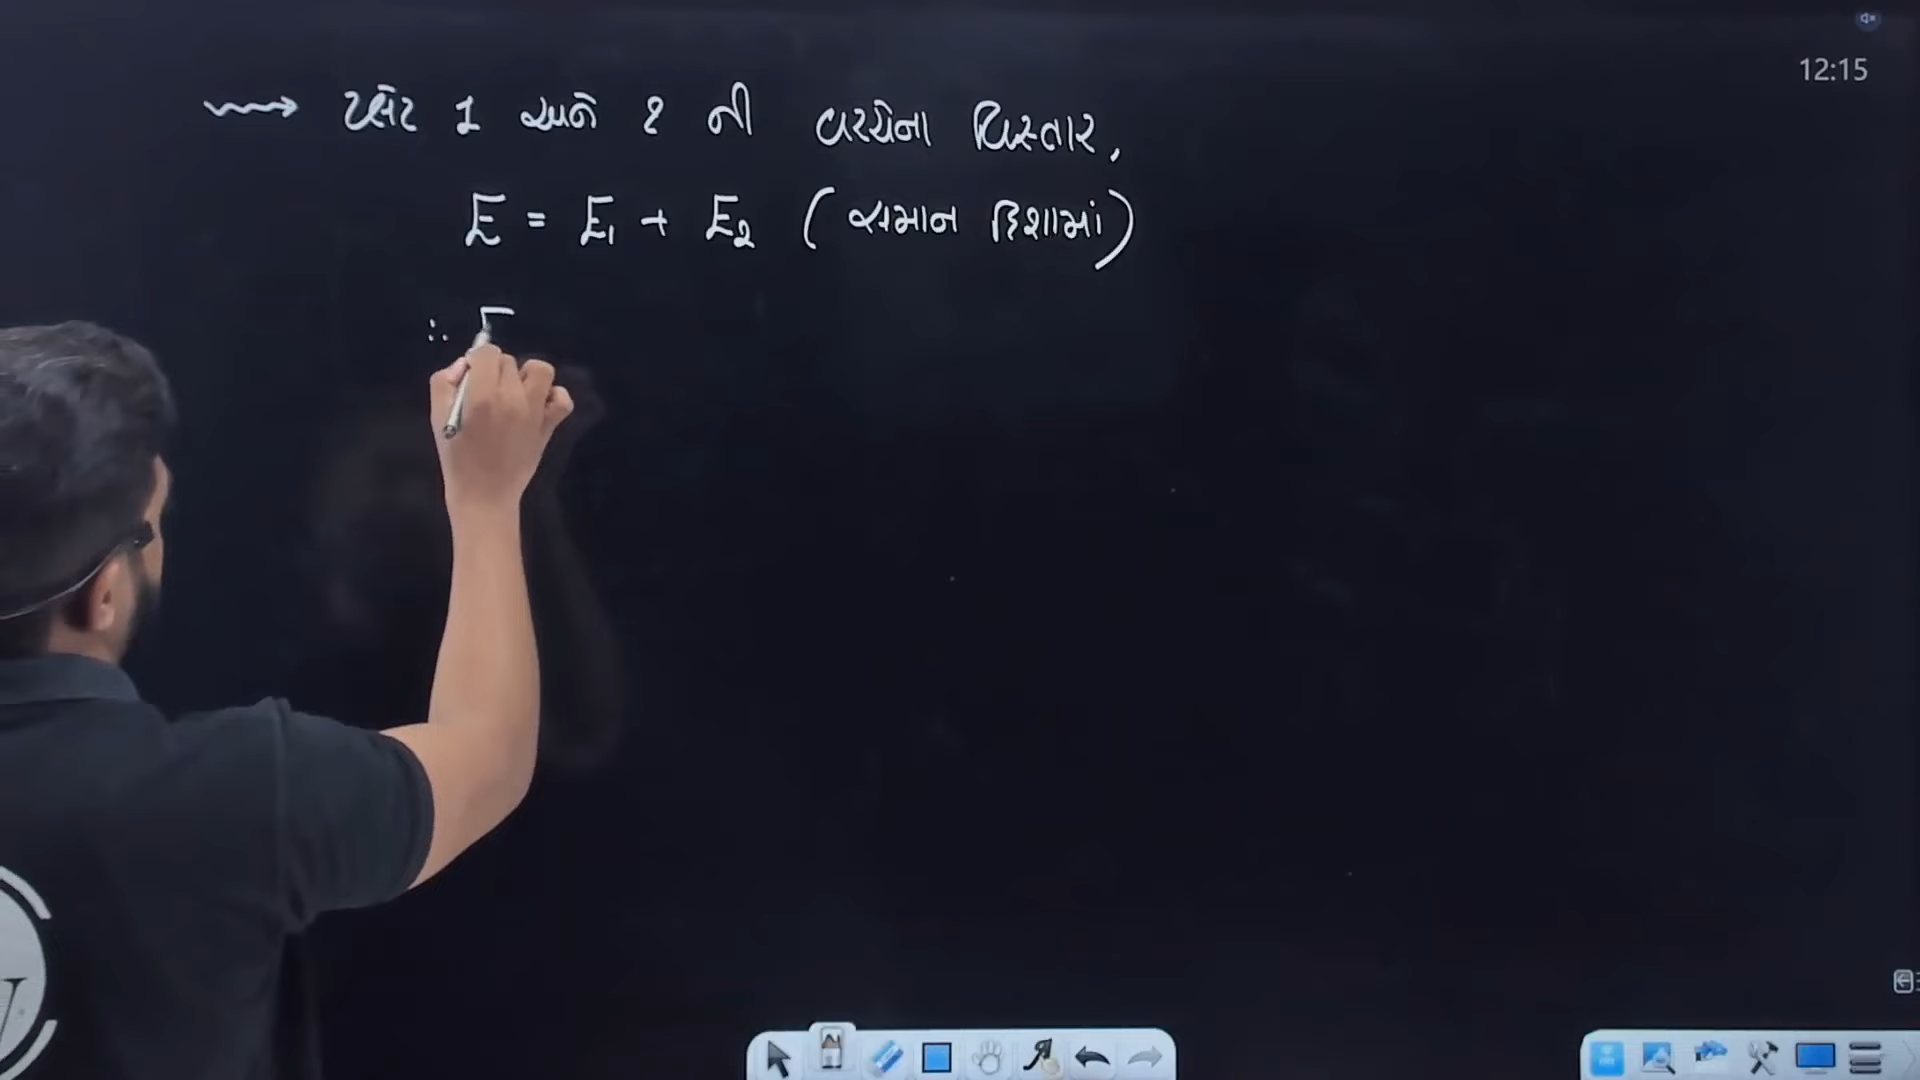 12:15
પ્લેટ 1 અને 2 ની વચ્ચેના વિસ્તાર,
E = E₁ + E₂ (સમાન દિશામાં)
∴